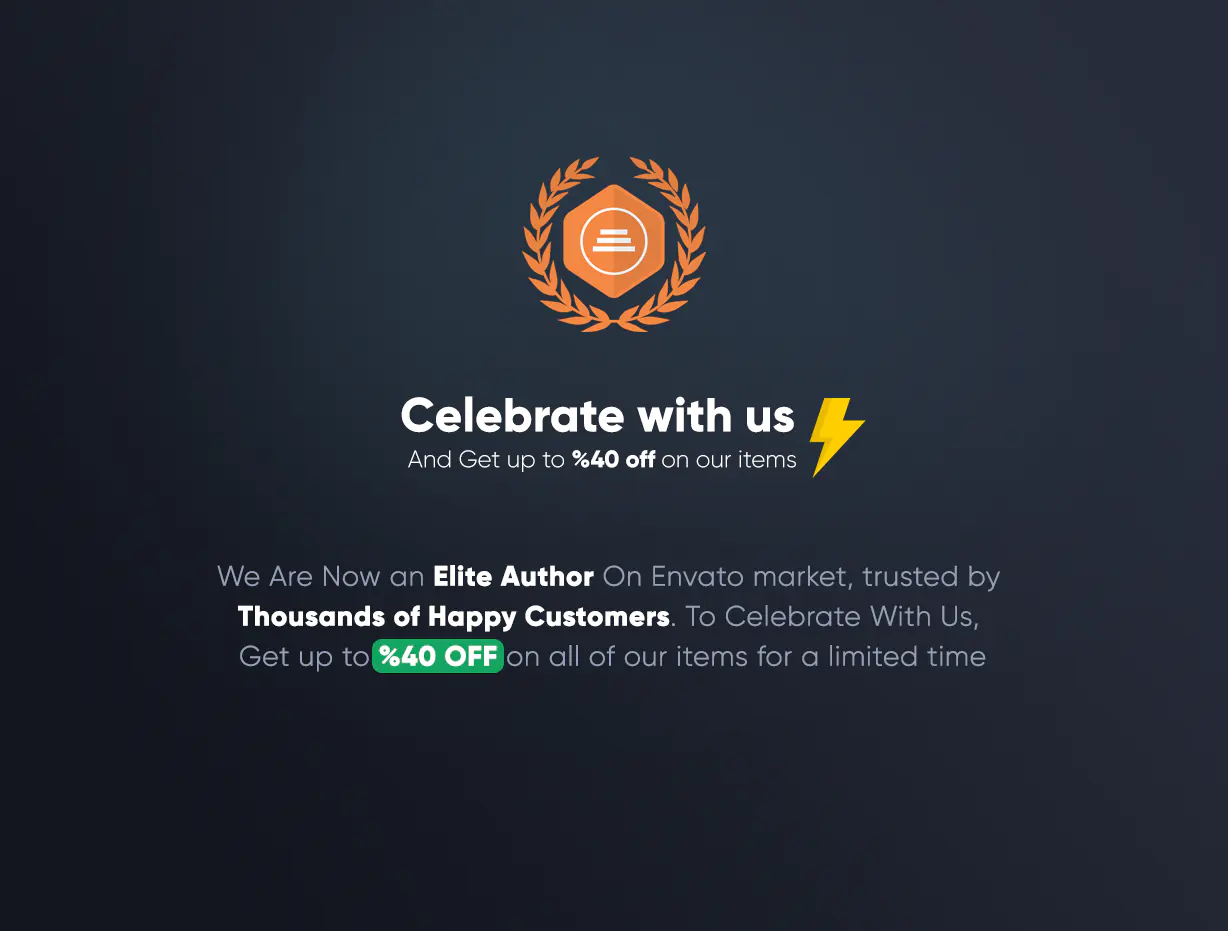 Celebrate with us
And Get up to %40 off on our items
We Are Now an Elite Author On Envato market, trusted by
Thousands of Happy Customers. To Celebrate With Us,
Get up to %40 OFF on all of our items for a limited time